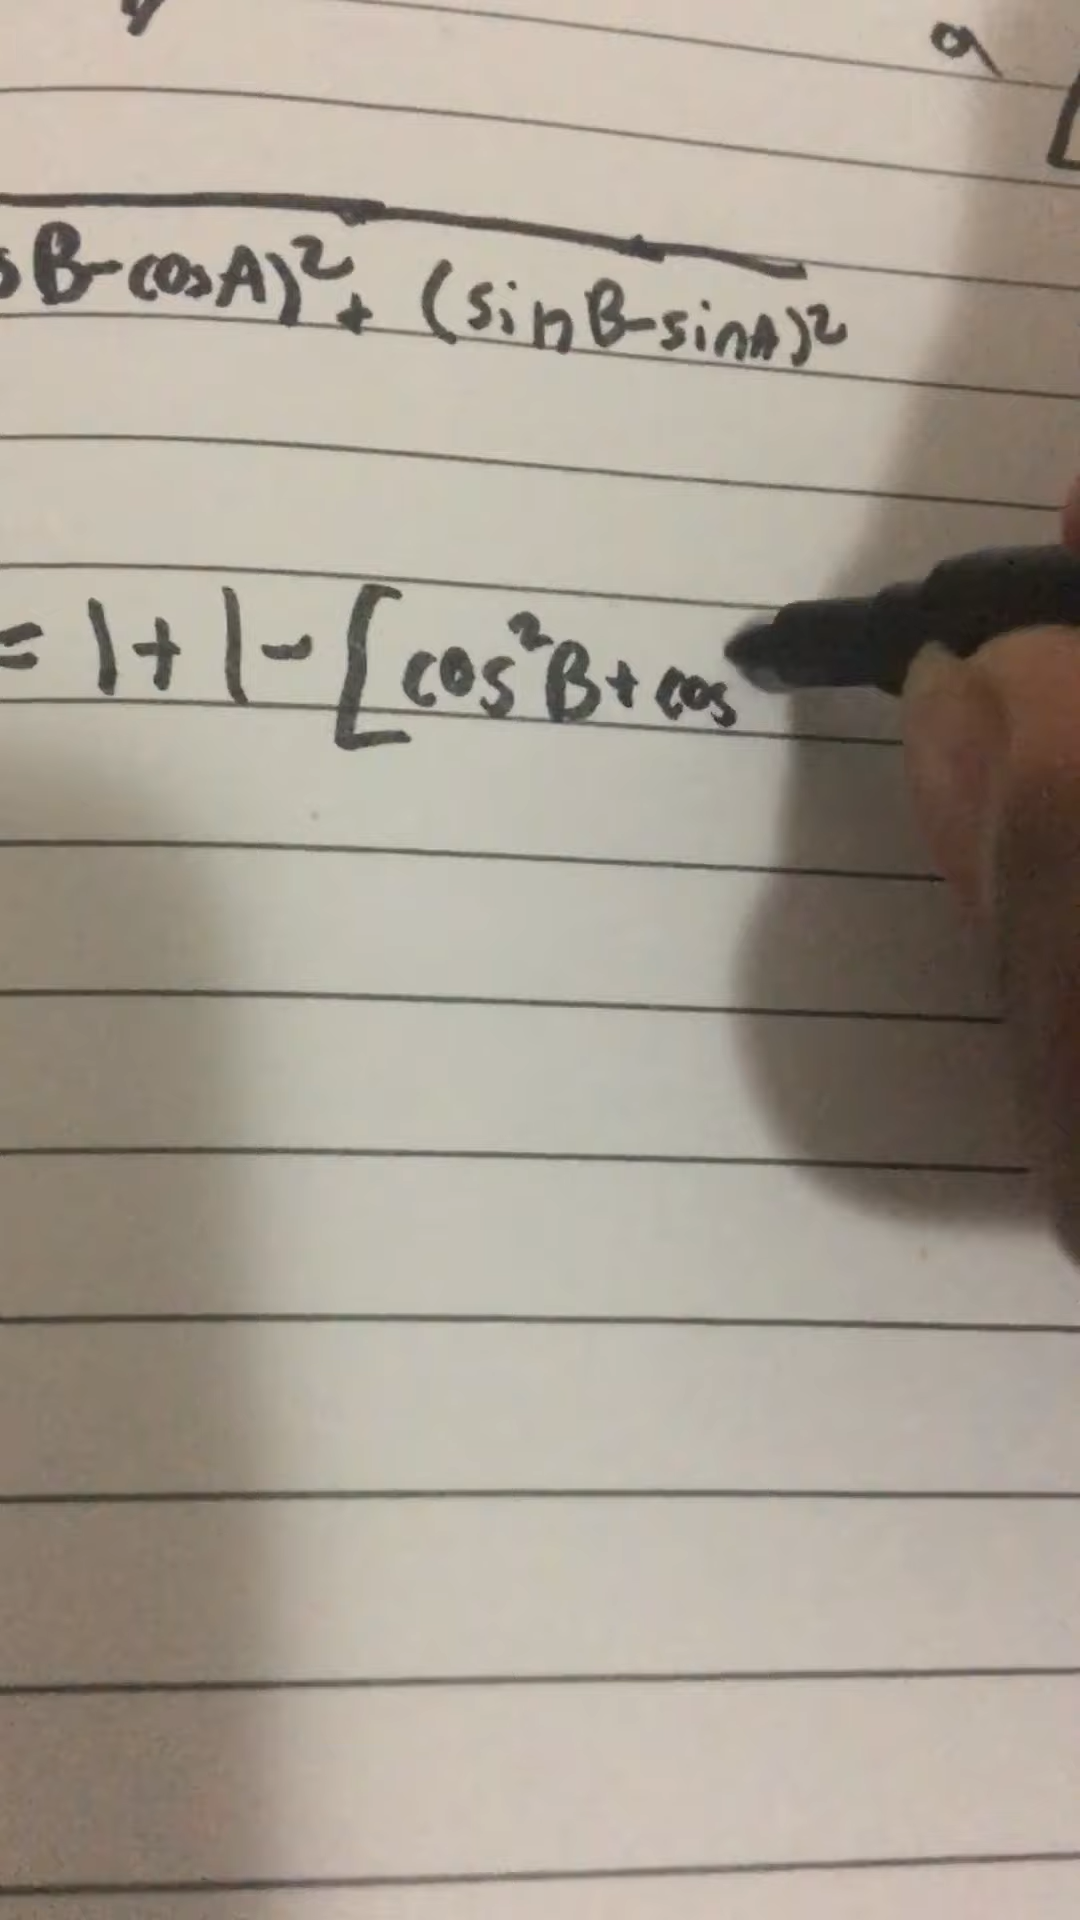 a
B-cosA)²+ (sinB-sinA)²
= 1+1-[cos²B+cos